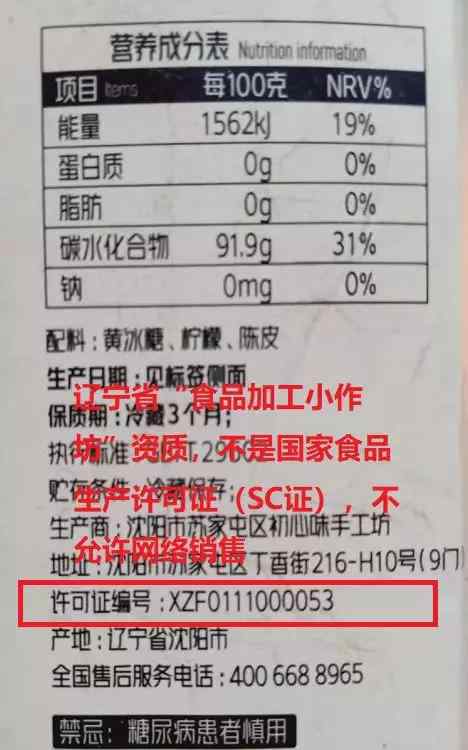 营养成分表 Nutrition information
项目 Items 每100克 NRV%
能量 1562kJ 19%
蛋白质 0g 0%
脂肪 0g 0%
碳水化合物 91.9g 31%
钠 0mg 0%
配料：黄冰糖、柠檬、陈皮
生产日期：见标签侧面
辽宁省“食品加工小作
保质期：冷藏3个月；
坊”资质，不是国家食品
执行标准
贮存条件：冷藏保存；
生产许可证（SC证），不
生产商：沈阳市苏家屯区初心味手工坊
允许网络销售
地址：沈阳市苏家屯区丁香街216-H10号（9门）
许可证编号：XZF0111000053
产地：辽宁省沈阳市
全国售后服务电话：400 668 8965
禁忌：糖尿病患者慎用